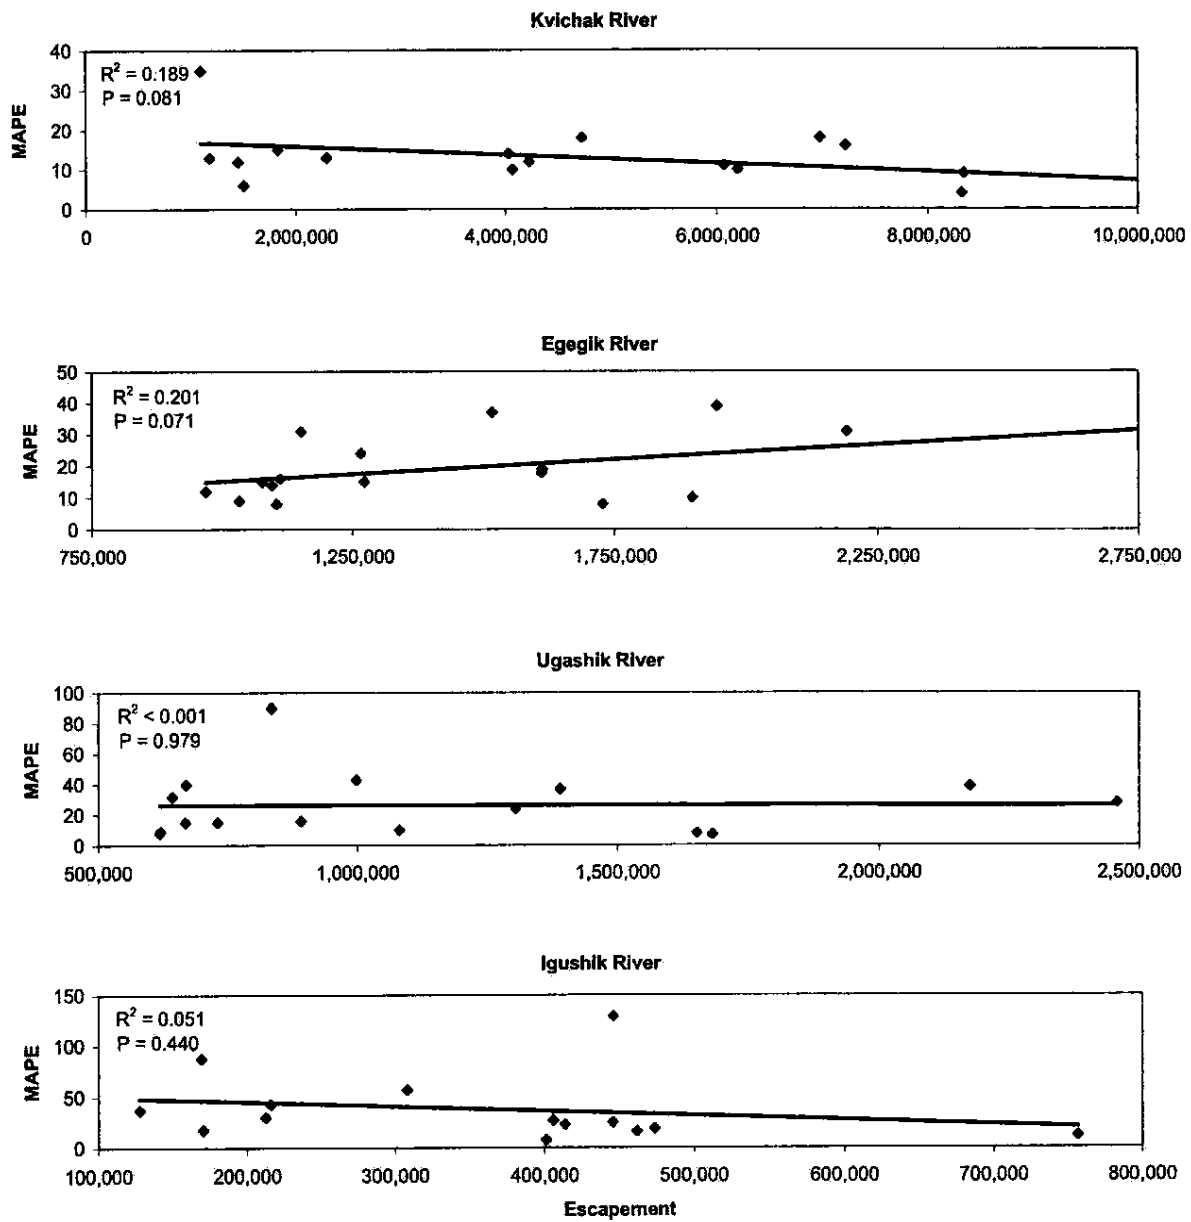 Kvichak River
40
30
20
10
0
MAPE
R² = 0.189
P = 0.081
0 2,000,000 4,000,000 6,000,000 8,000,000 10,000,000
Egegik River
50
40
30
20
10
0
MAPE
R² = 0.201
P = 0.071
750,000 1,250,000 1,750,000 2,250,000 2,750,000
Ugashik River
100
80
60
40
20
0
MAPE
R² < 0.001
P = 0.979
500,000 1,000,000 1,500,000 2,000,000 2,500,000
Igushik River
150
100
50
0
MAPE
R² = 0.051
P = 0.440
100,000 200,000 300,000 400,000 500,000 600,000 700,000 800,000
Escapement